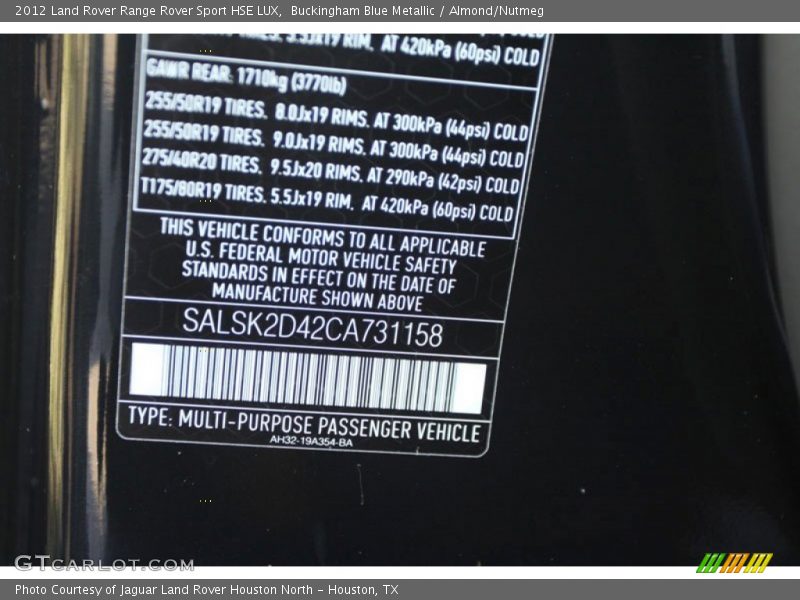 2012 Land Rover Range Rover Sport HSE LUX,  Buckingham Blue Metallic / Almond/Nutmeg
5.5Jx19 RIM.  AT 420kPa (60psi) COLD
GAWR REAR: 1710kg (3770lb)
255/50R19 TIRES.  8.0Jx19 RIMS. AT 300kPa (44psi) COLD
255/50R19 TIRES.  9.0Jx19 RIMS. AT 300kPa (44psi) COLD
275/40R20 TIRES.  9.5Jx20 RIMS. AT 290kPa (42psi) COLD
T175/80R19 TIRES. 5.5Jx19 RIM.  AT 420kPa (60psi) COLD
THIS VEHICLE CONFORMS TO ALL APPLICABLE
U.S. FEDERAL MOTOR VEHICLE SAFETY
STANDARDS IN EFFECT ON THE DATE OF
MANUFACTURE SHOWN ABOVE
SALSK2D42CA731158
TYPE: MULTI-PURPOSE PASSENGER VEHICLE
AH32-19A354-BA
GTCARLOT.COM
Photo Courtesy of Jaguar Land Rover Houston North - Houston, TX